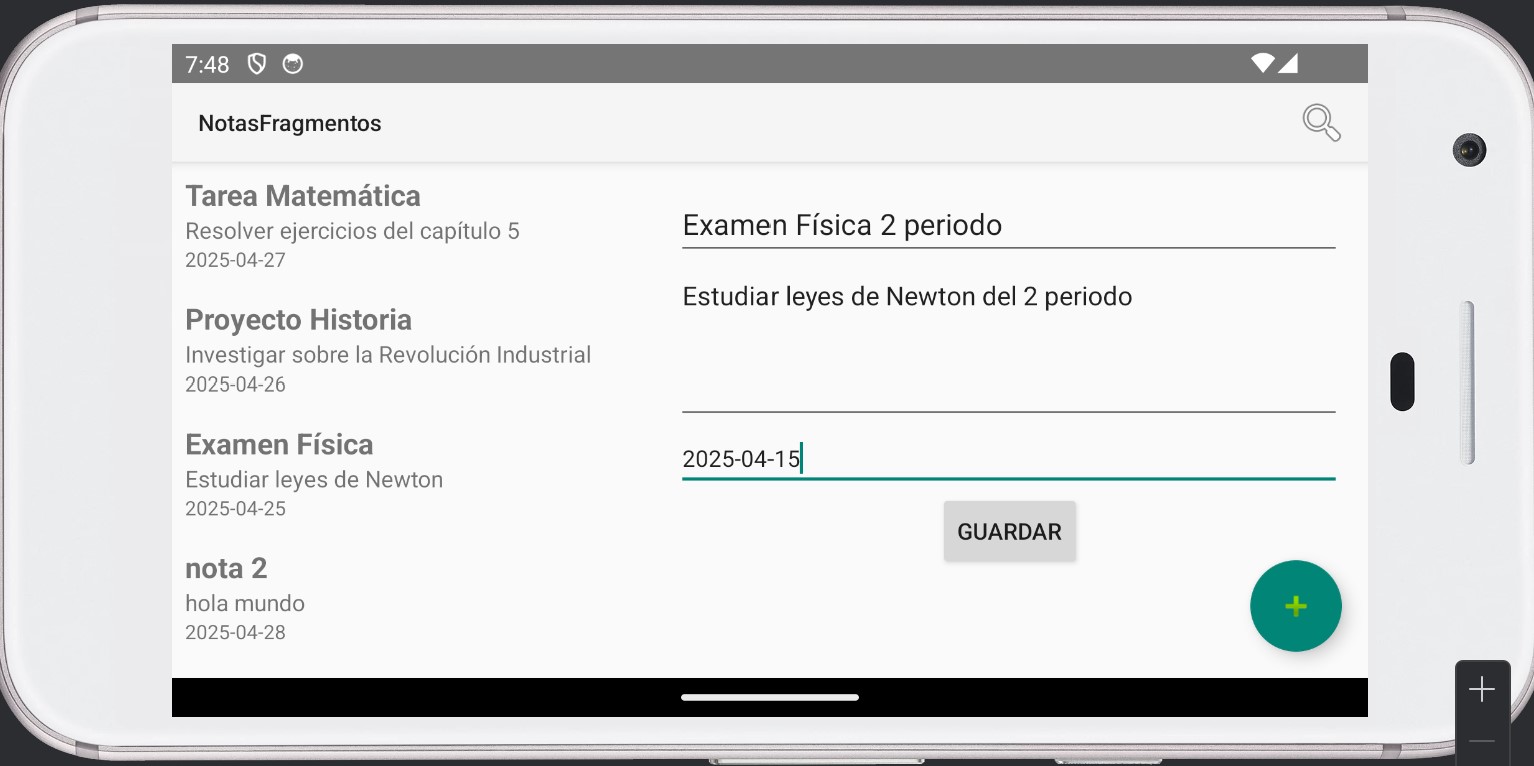 7:48
NotasFragmentos
Tarea Matemática
Resolver ejercicios del capítulo 5
2025-04-27
Proyecto Historia
Investigar sobre la Revolución Industrial
2025-04-26
Examen Física
Estudiar leyes de Newton
2025-04-25
nota 2
hola mundo
2025-04-28
Examen Física 2 periodo
Estudiar leyes de Newton del 2 periodo
2025-04-15
GUARDAR